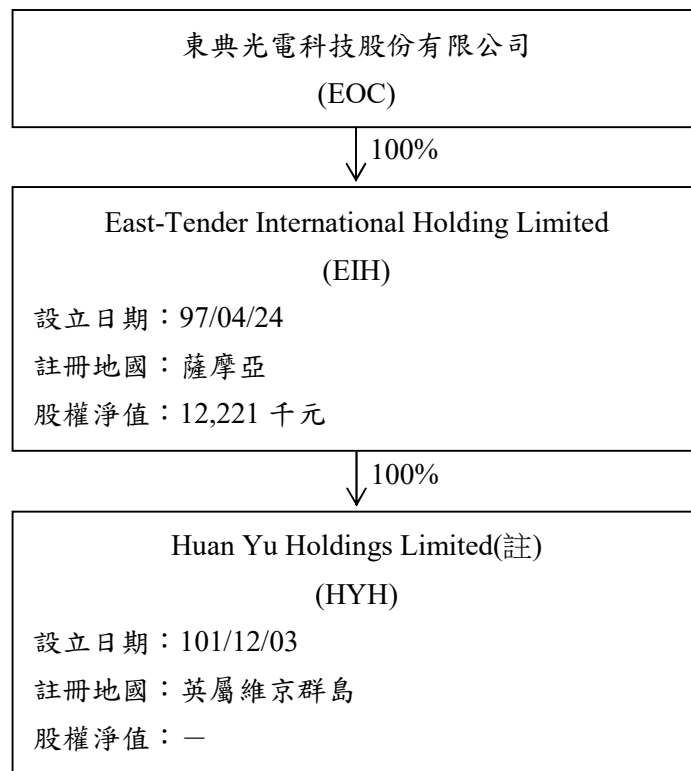 東典光電科技股份有限公司
(EOC)
100%
East-Tender International Holding Limited
(EIH)
設立日期：97/04/24
註冊地國：薩摩亞
股權淨值：12,221 千元
100%
Huan Yu Holdings Limited(註)
(HYH)
設立日期：101/12/03
註冊地國：英屬維京群島
股權淨值：－